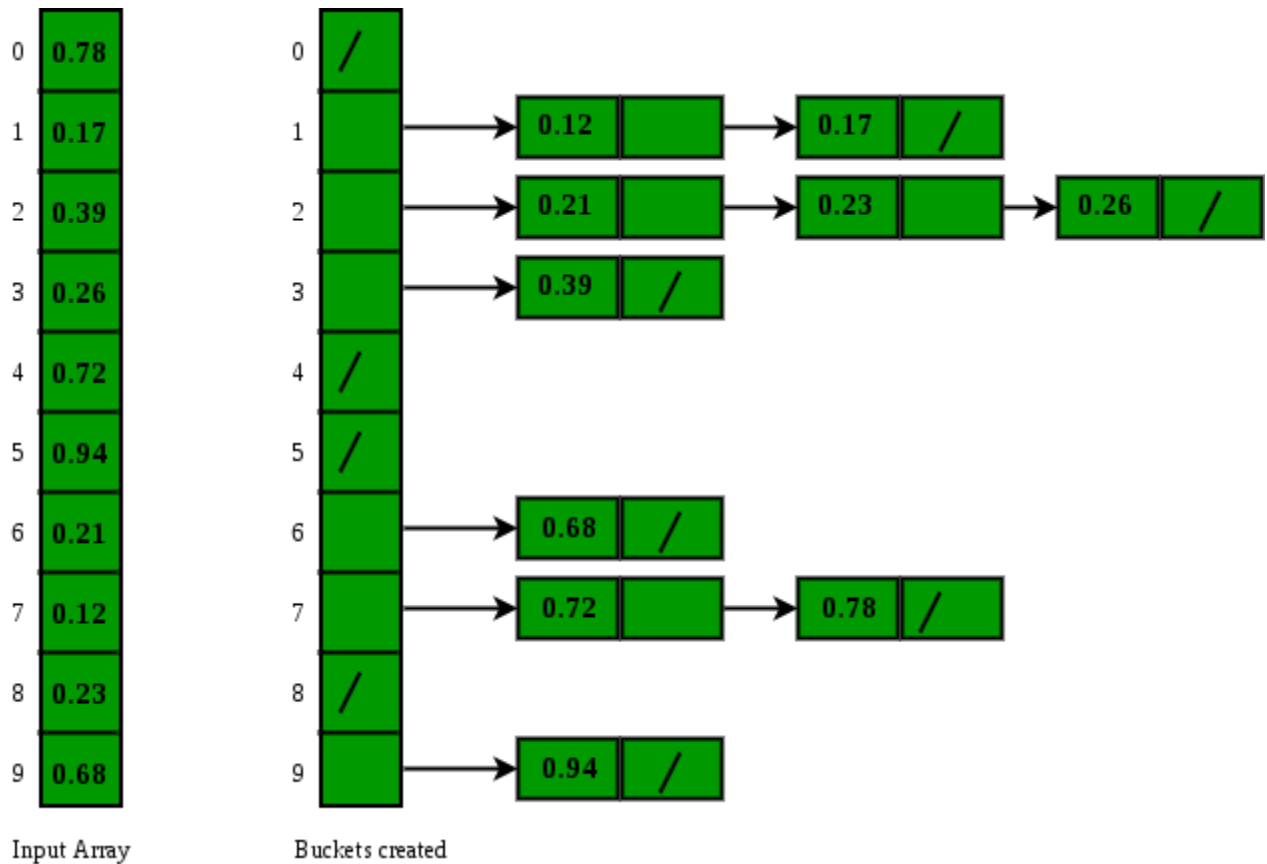 0 0.78 0 /
1 0.17 1 0.12 0.17 /
2 0.39 2 0.21 0.23 0.26 /
3 0.26 3 0.39 /
4 0.72 4 /
5 0.94 5 /
6 0.21 6 0.68 /
7 0.12 7 0.72 0.78 /
8 0.23 8 /
9 0.68 9 0.94 /
Input Array Buckets created